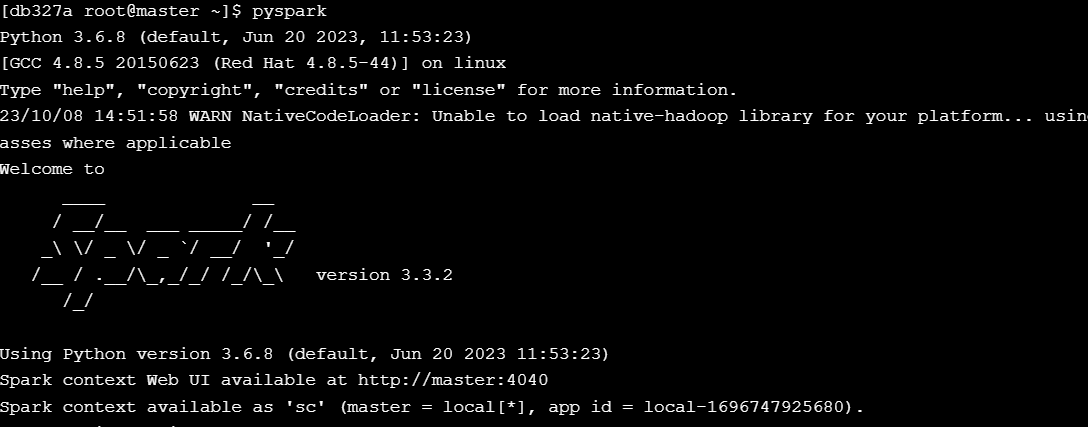 [db327a root@master ~]$ pyspark
Python 3.6.8 (default, Jun 20 2023, 11:53:23)
[GCC 4.8.5 20150623 (Red Hat 4.8.5-44)] on linux
Type "help", "copyright", "credits" or "license" for more information.
23/10/08 14:51:58 WARN NativeCodeLoader: Unable to load native-hadoop library for your platform... usin
asses where applicable
Welcome to
      ____              __
     / __/__  ___ _____/ /__
    _\ \/ _ \/ _ `/ __/  '_/
   /__ / .__/\_,_/_/ /_/\_\   version 3.3.2
      /_/
Using Python version 3.6.8 (default, Jun 20 2023 11:53:23)
Spark context Web UI available at http://master:4040
Spark context available as 'sc' (master = local[*], app id = local-1696747925680).